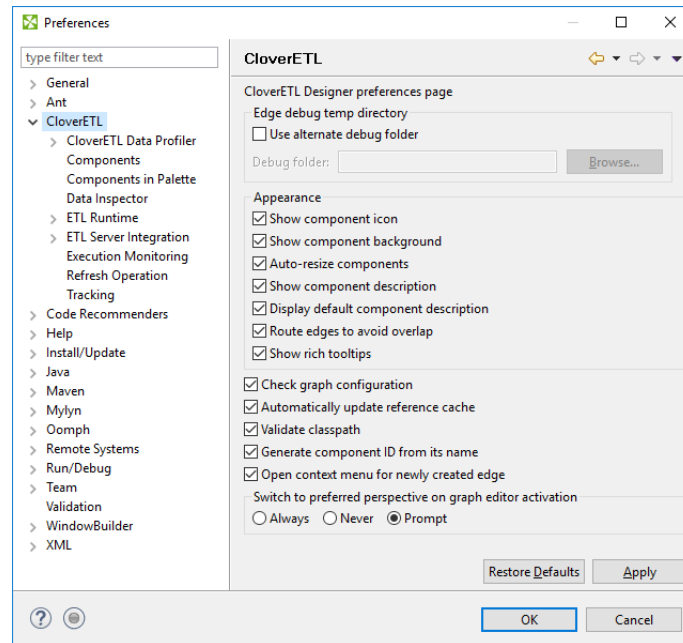 Preferences
type filter text
General
Ant
CloverETL
CloverETL Data Profiler
Components
Components in Palette
Data Inspector
ETL Runtime
ETL Server Integration
Execution Monitoring
Refresh Operation
Tracking
Code Recommenders
Help
Install/Update
Java
Maven
Mylyn
Oomph
Remote Systems
Run/Debug
Team
Validation
WindowBuilder
XML
CloverETL
CloverETL Designer preferences page
Edge debug temp directory
Use alternate debug folder
Debug folder: Browse...
Appearance
Show component icon
Show component background
Auto-resize components
Show component description
Display default component description
Route edges to avoid overlap
Show rich tooltips
Check graph configuration
Automatically update reference cache
Validate classpath
Generate component ID from its name
Open context menu for newly created edge
Switch to preferred perspective on graph editor activation
Always Never Prompt
Restore Defaults Apply
? OK Cancel